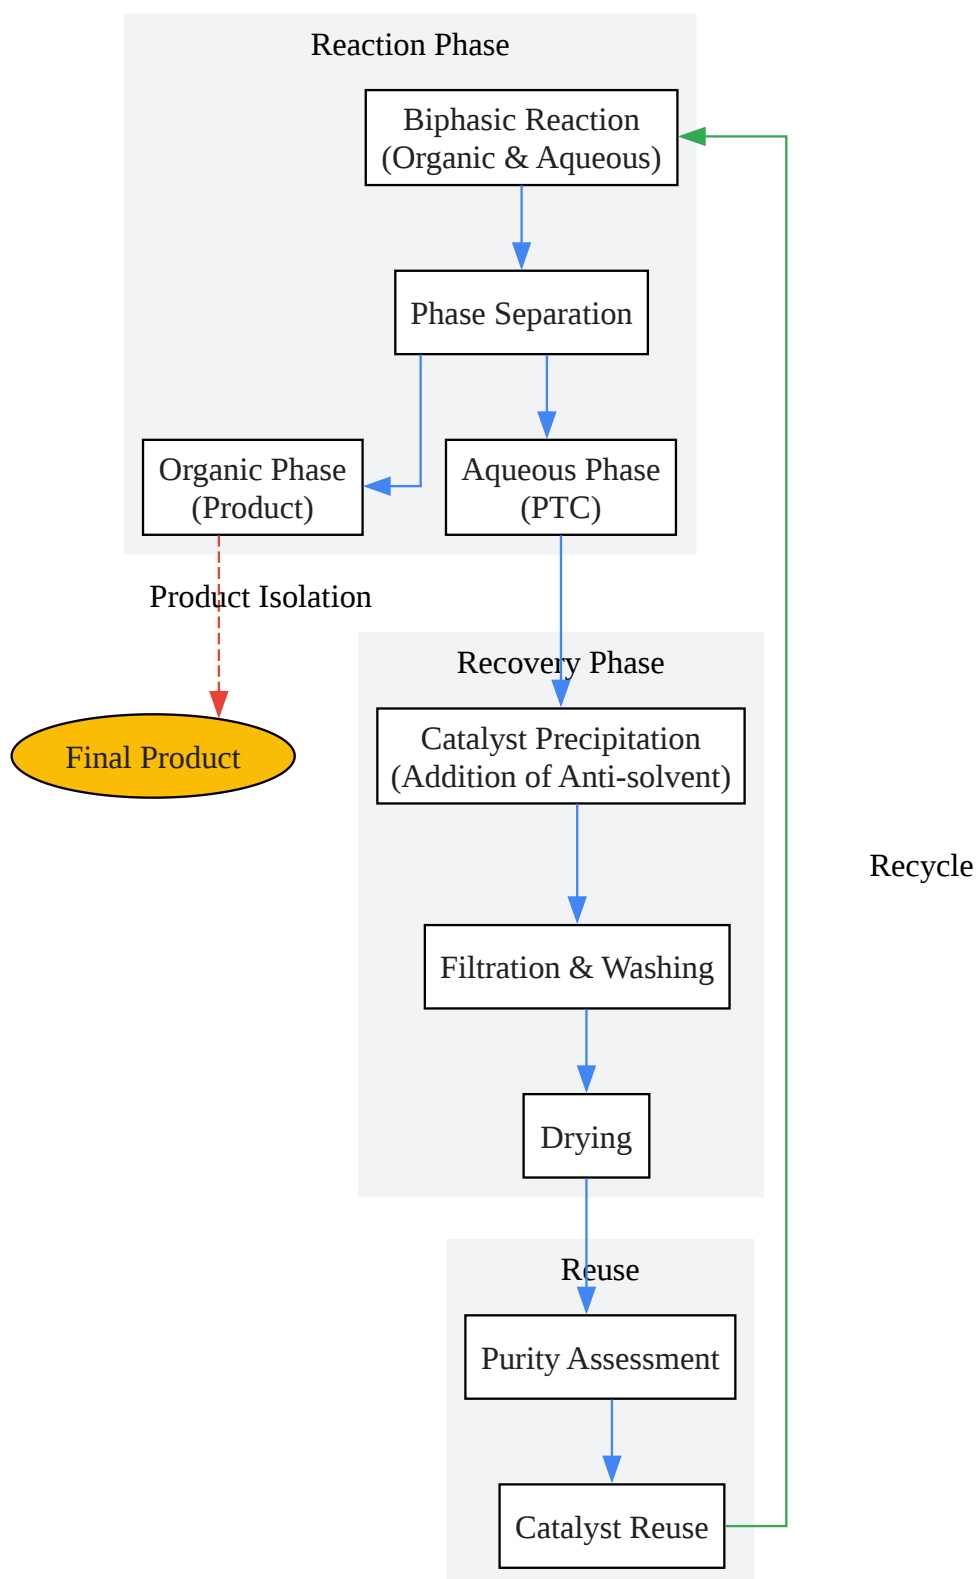 Reaction Phase
Biphasic Reaction
(Organic & Aqueous)
Phase Separation
Organic Phase
(Product)
Aqueous Phase
(PTC)
Product Isolation
Recovery Phase
Catalyst Precipitation
(Addition of Anti-solvent)
Final Product
Recycle
Filtration & Washing
Drying
Reuse
Purity Assessment
Catalyst Reuse